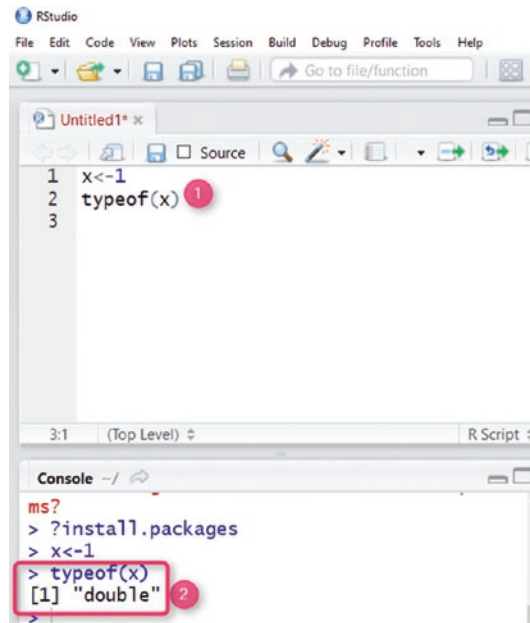 RStudio
File Edit Code View Plots Session Build Debug Profile Tools Help
Go to file/function
Untitled1* ×
Source
1 x<-1
2 typeof(x) 1
3
3:1 (Top Level) R Script
Console ~/
ms?
> ?install.packages
> x<-1
> typeof(x)
[1] "double" 2
>